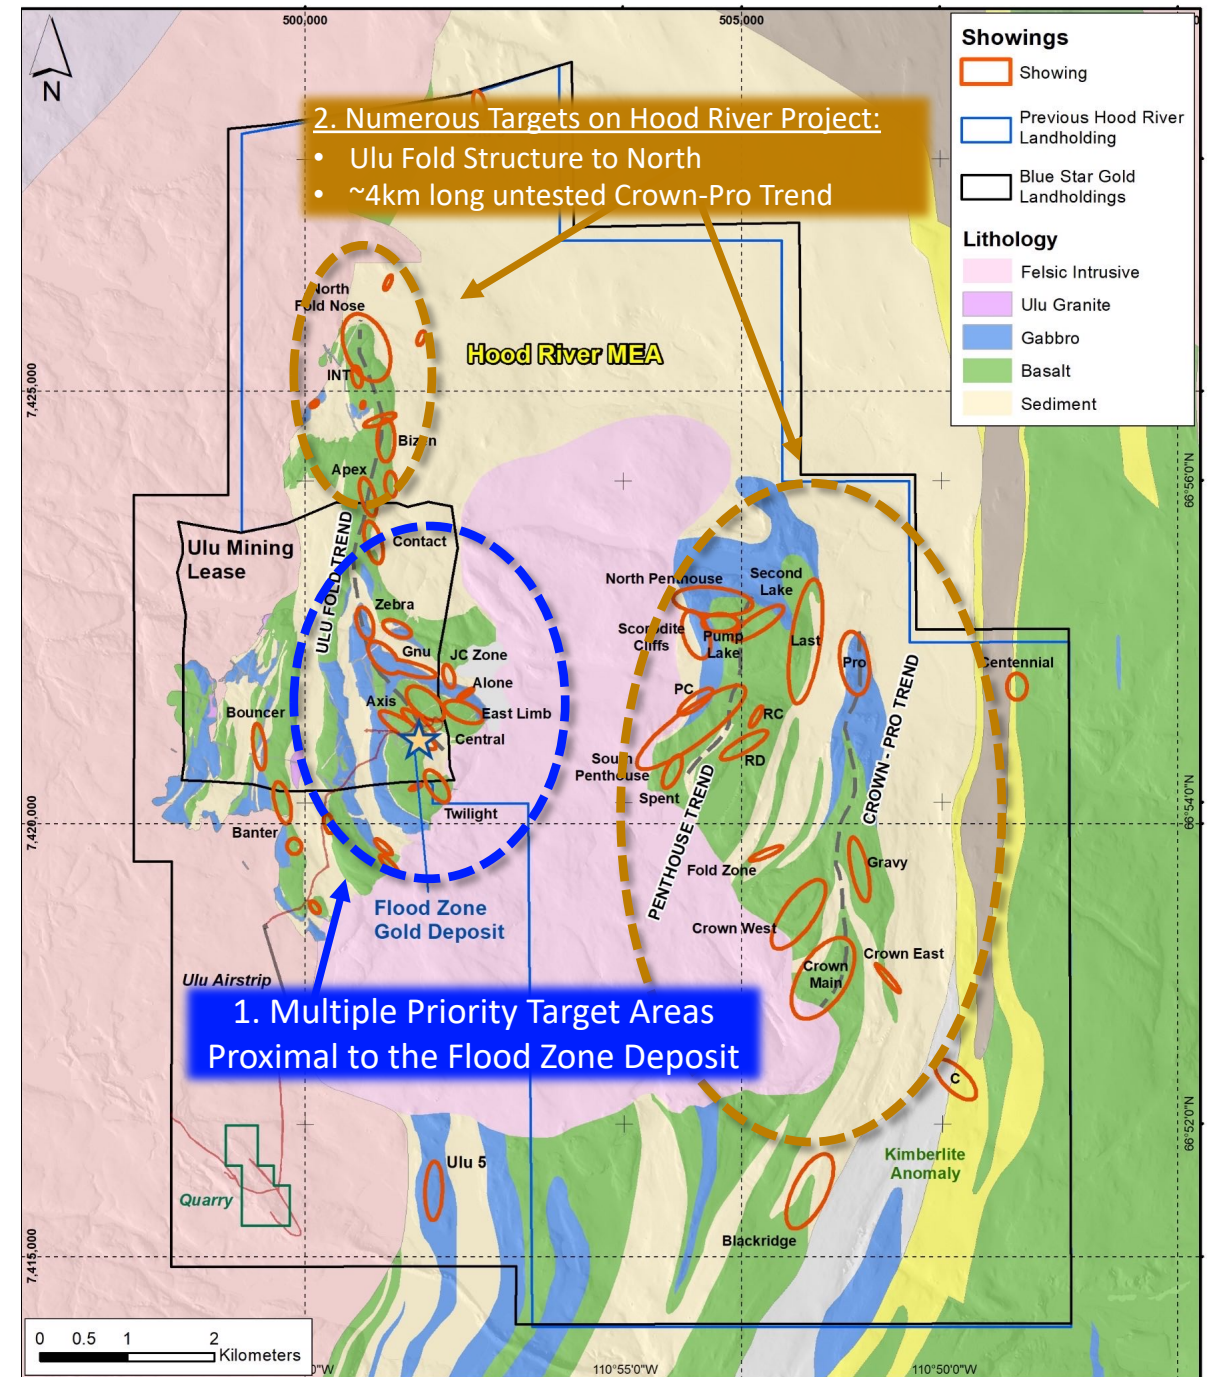 500,000
505,000
N
2. Numerous Targets on Hood River Project:
• Ulu Fold Structure to North
• ~4km long untested Crown-Pro Trend
Showings
Showing
Previous Hood River
Landholding
Blue Star Gold
Landholdings
Lithology
Felsic Intrusive
Ulu Granite
Gabbro
Basalt
Sediment
North
Fold Nose
Hood River MEA
INT
7,425,000
Bizen
Apex
66°56'0"N
Ulu Mining
Lease
ULU FOLD TREND
Contact
North Penthouse
Second
Lake
Zebra
Scorodite
Cliffs
Pump
Lake
Last
Gnu
JC Zone
Pro
Centennial
Alone
PC
Axis
East Limb
Bouncer
RC
CROWN - PRO TREND
Central
South
Penthouse
RD
Spent
PENTHOUSE TREND
Twilight
7,420,000
66°54'0"N
Banter
Gravy
Fold Zone
Flood Zone
Gold Deposit
Crown West
Crown East
Crown
Main
Ulu Airstrip
1. Multiple Priority Target Areas
Proximal to the Flood Zone Deposit
C
66°52'0"N
Kimberlite
Anomaly
Ulu 5
Quarry
Blackridge
7,415,000
0 0.5 1 2
Kilometers
0"W
110°55'0"W
110°50'0"W